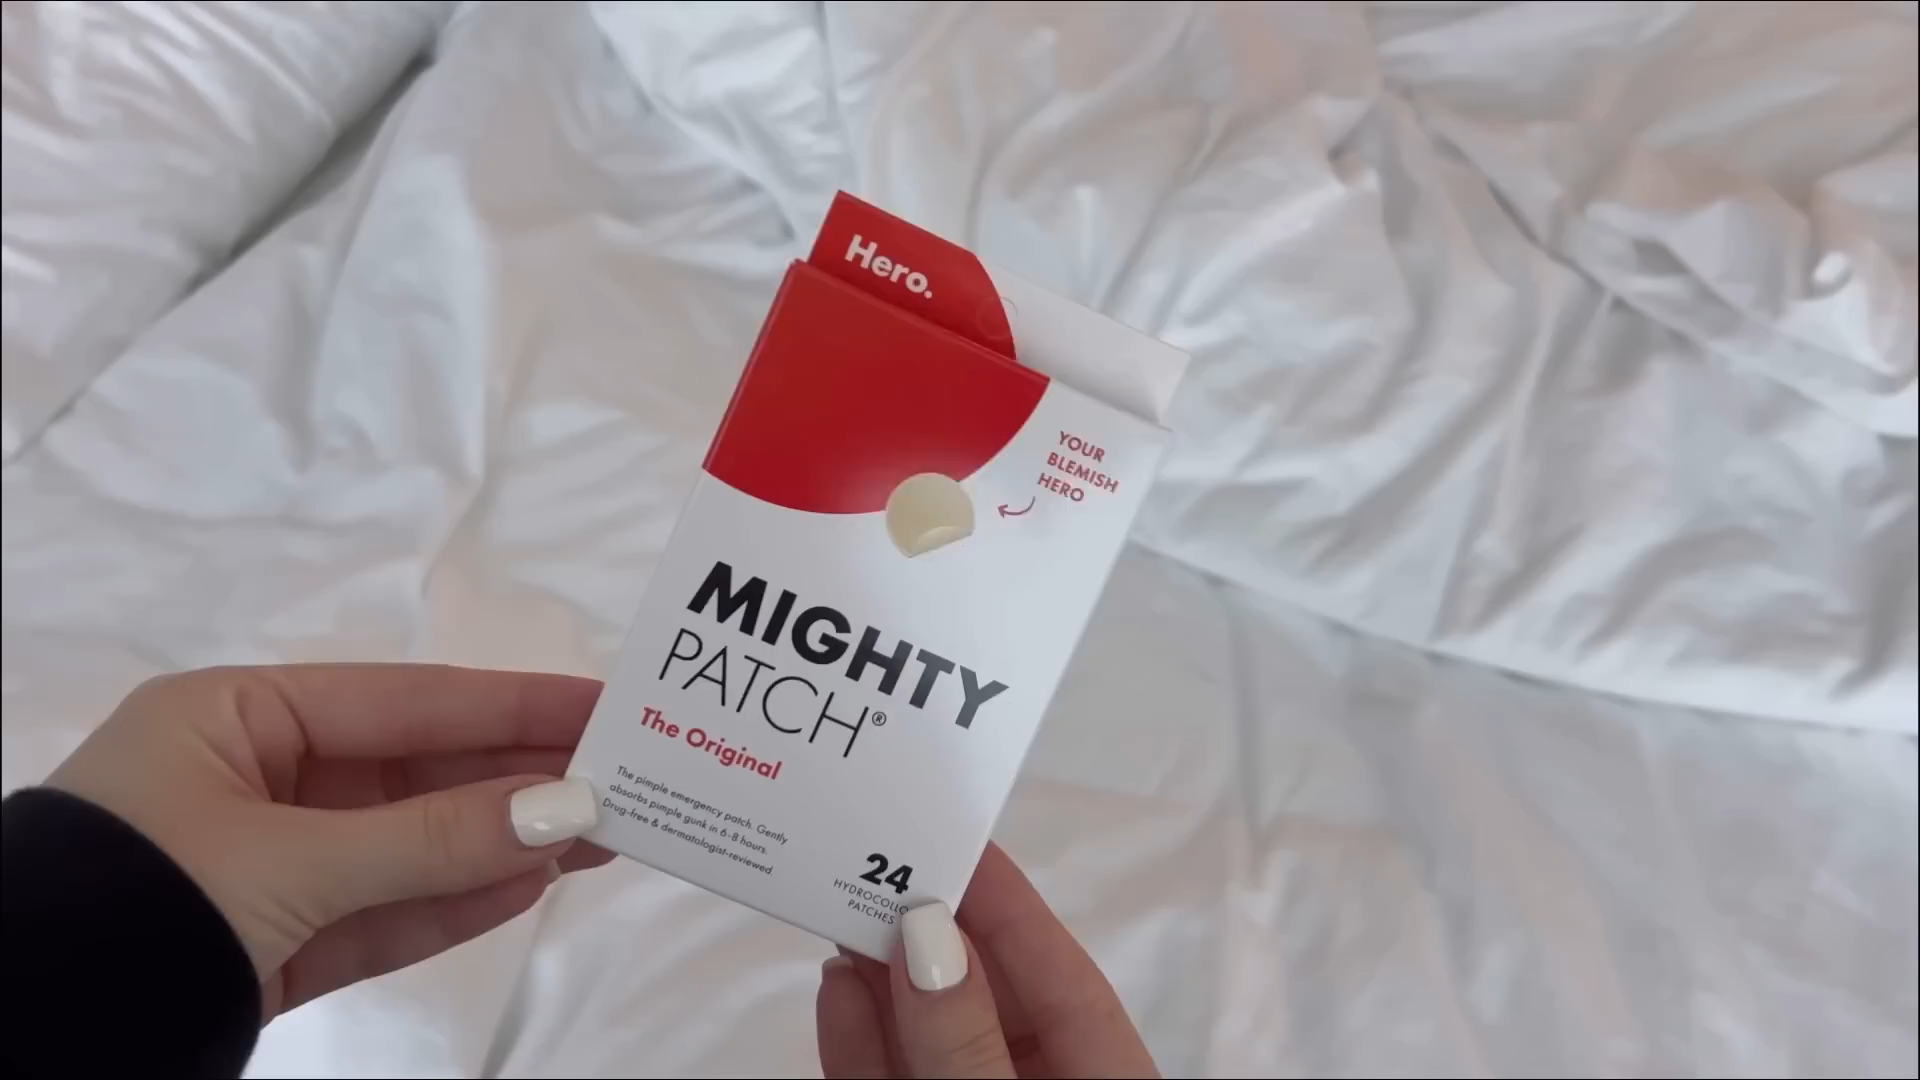 Hero.
YOUR
BLEMISH
HERO
MIGHTY
PATCH®
The Original
The pimple emergency patch. Gently
absorbs pimple gunk in 6-8 hours.
Drug-free & dermatologist-reviewed.
24
HYDROCOLLO
PATCHES